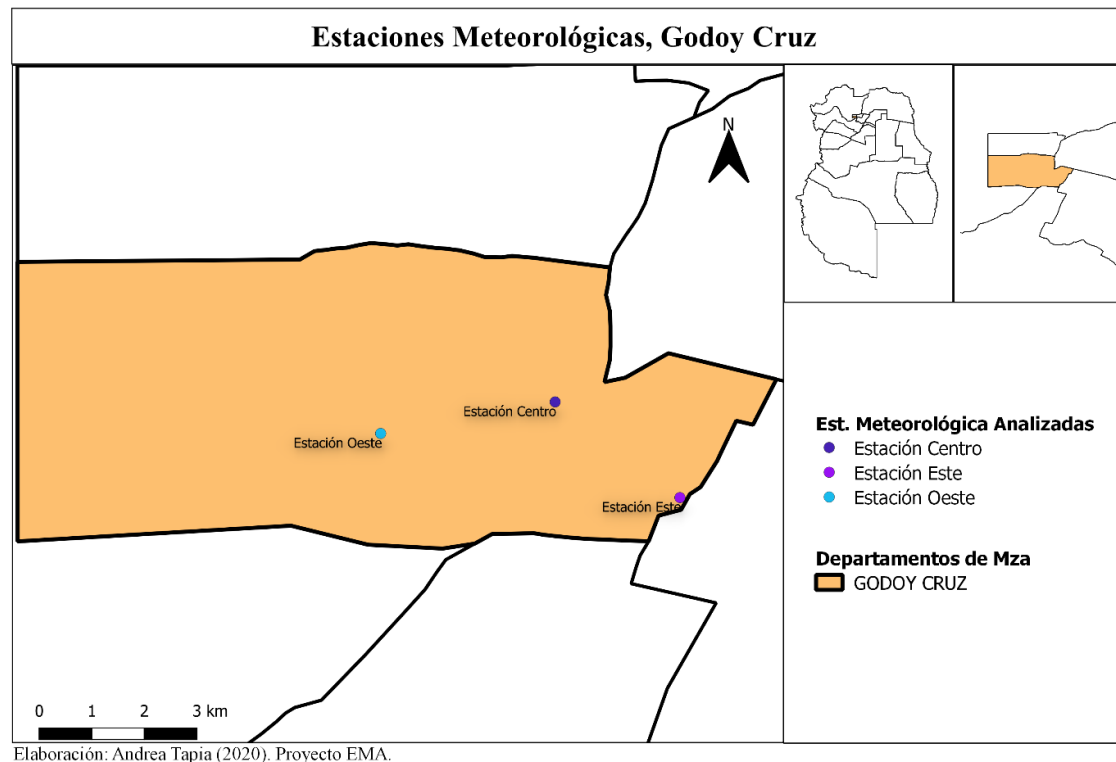 Estaciones Meteorológicas, Godoy Cruz
N
Estación Centro
Estación Oeste
Estación Este
Est. Meteorológica Analizadas
Estación Centro
Estación Este
Estación Oeste
Departamentos de Mza
GODOY CRUZ
0 1 2 3 km
Elaboración: Andrea Tapia (2020). Proyecto EMA.